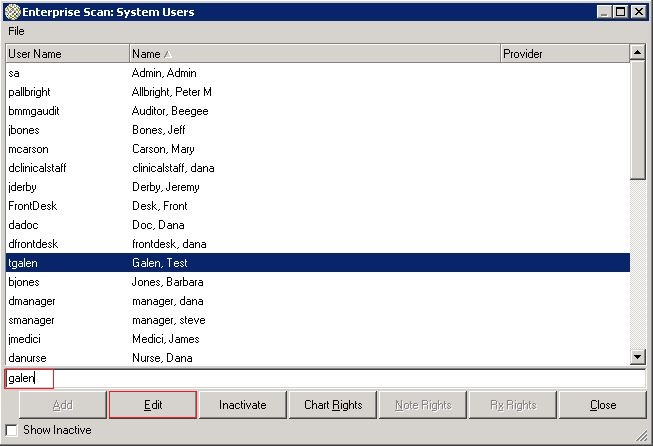 Enterprise Scan: System Users
File
User Name Name Provider
sa Admin, Admin
pallbright Allbright, Peter M
bmmgaudit Auditor, Beegee
jbones Bones, Jeff
mcarson Carson, Mary
dclinicalstaff clinicalstaff, dana
jderby Derby, Jeremy
FrontDesk Desk, Front
dadoc Doc, Dana
dfrontdesk frontdesk, dana
tgalen Galen, Test
bjones Jones, Barbara
dmanager manager, dana
smanager manager, steve
jmedici Medici, James
danurse Nurse, Dana
galen
Add Edit Inactivate Chart Rights Note Rights Rx Rights Close
Show Inactive